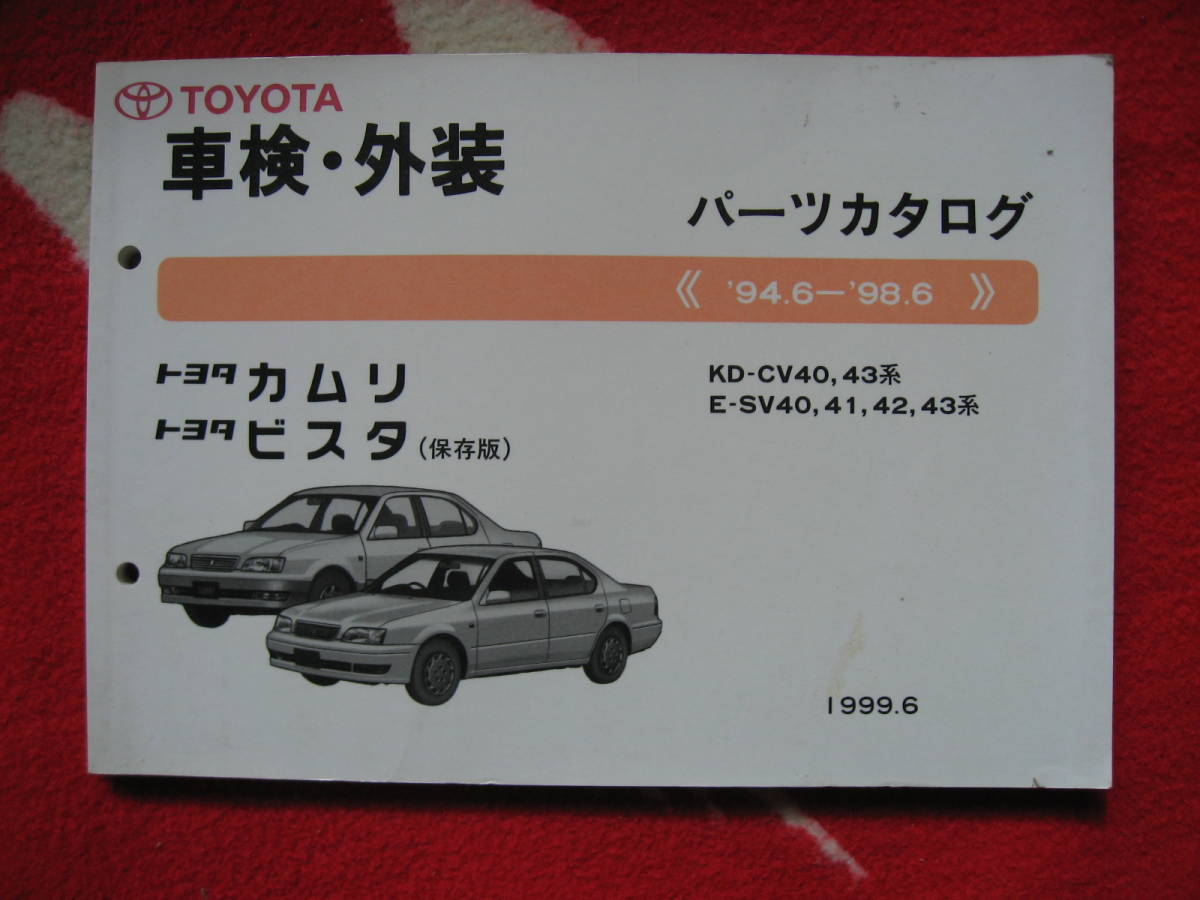 TOYOTA
車検・外装
パーツカタログ
《 '94.6－'98.6 》
トヨタ カムリ
トヨタ ビスタ(保存版)
KD-CV40,43系
E-SV40,41,42,43系
1999.6